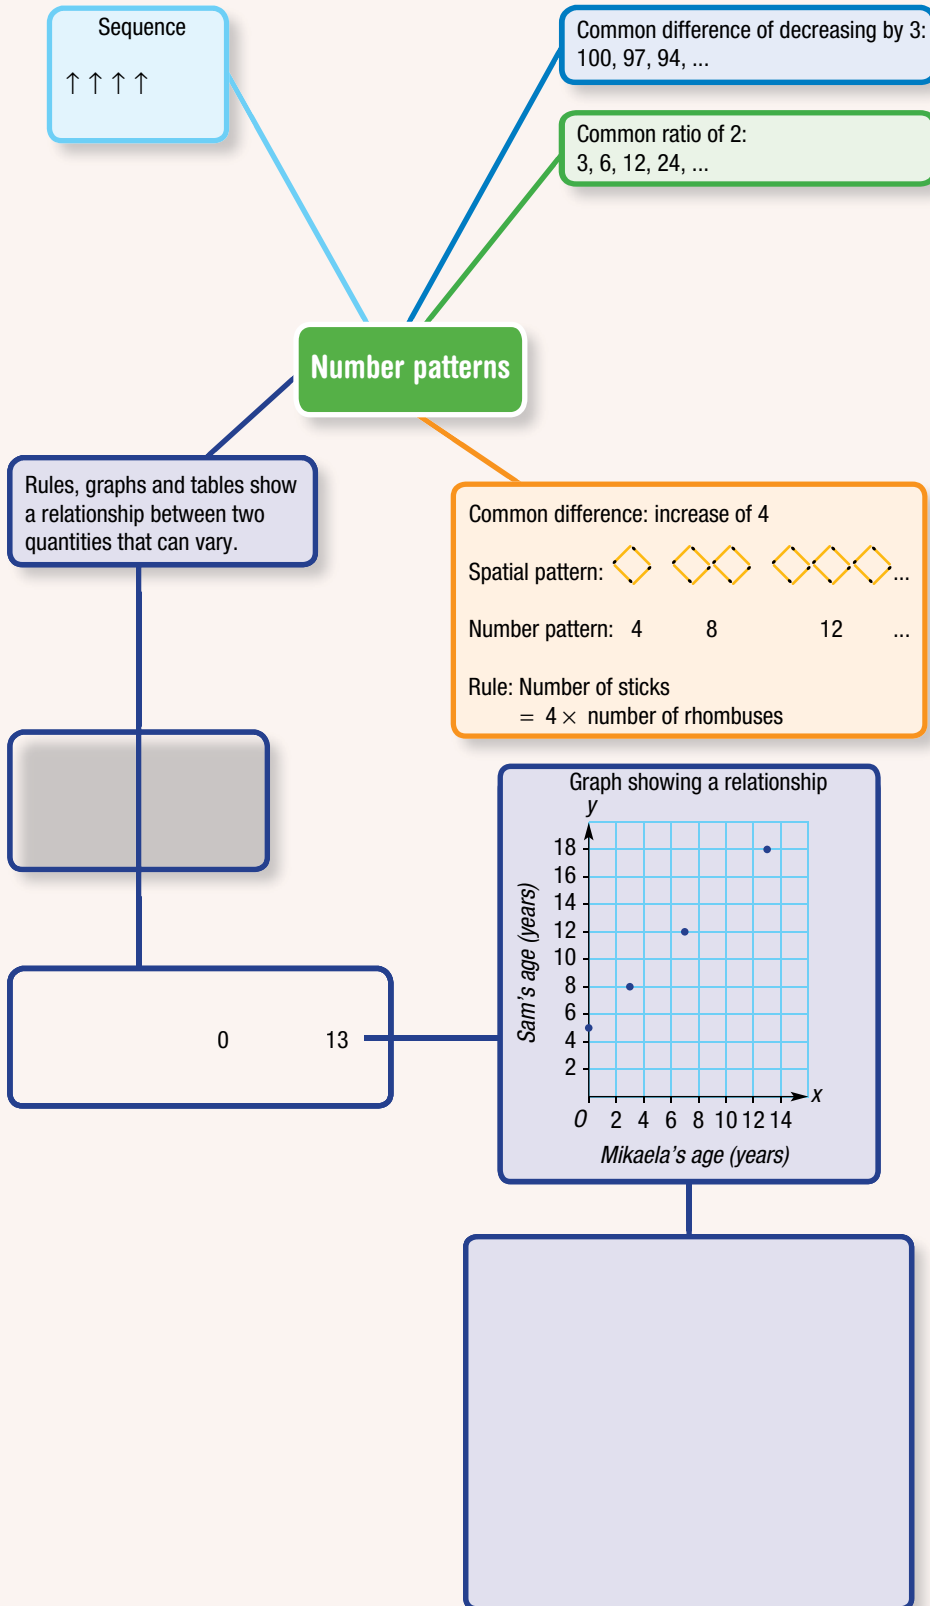 Sequence
↑ ↑ ↑ ↑
Common difference of decreasing by 3:
100, 97, 94, ...
Common ratio of 2:
3, 6, 12, 24, ...
Number patterns
Rules, graphs and tables show
a relationship between two
quantities that can vary.
Common difference: increase of 4
Spatial pattern: ...
Number pattern: 4 8 12 ...
Rule: Number of sticks
= 4 × number of rhombuses
0 13
Graph showing a relationship
y
18
16
14
12
10
8
6
4
2
Sam's age (years)
x
O 2 4 6 8 10 12 14
Mikaela's age (years)